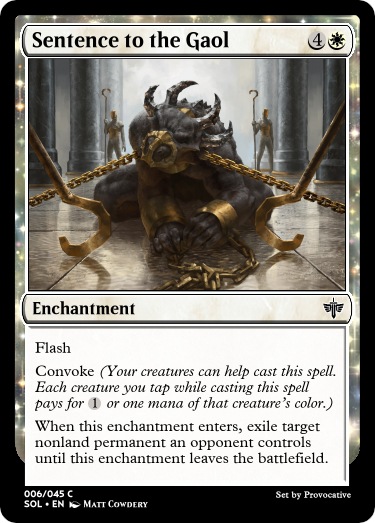 Sentence to the Gaol 4
Enchantment
Flash
Convoke (Your creatures can help cast this spell.
Each creature you tap while casting this spell
pays for 1 or one mana of that creature's color.)
When this enchantment enters, exile target
nonland permanent an opponent controls
until this enchantment leaves the battlefield.
006/045 C
SOL • EN Matt Cowdery
Set by Provocative